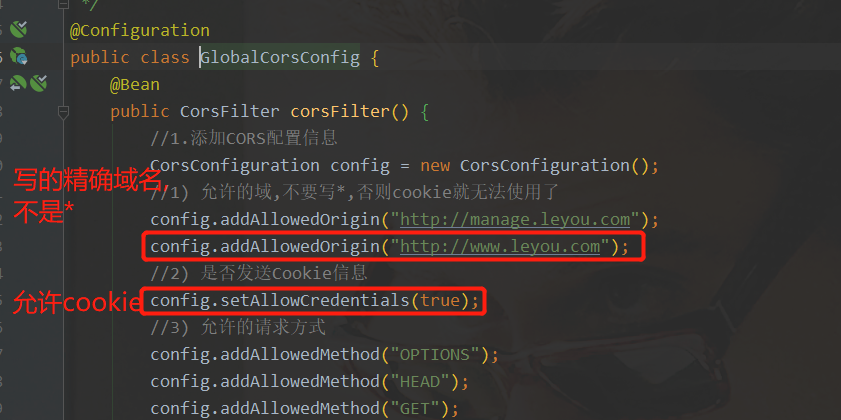 */
@Configuration
public class GlobalCorsConfig {
@Bean
public CorsFilter corsFilter() {
//1.添加CORS配置信息
CorsConfiguration config = new CorsConfiguration();
写的精确域名,
不是*
//1) 允许的域,不要写*,否则cookie就无法使用了
config.addAllowedOrigin("http://manage.leyou.com");
config.addAllowedOrigin("http://www.leyou.com");
//2) 是否发送Cookie信息
允许cookie
config.setAllowCredentials(true);
//3) 允许的请求方式
config.addAllowedMethod("OPTIONS");
config.addAllowedMethod("HEAD");
config.addAllowedMethod("GET");